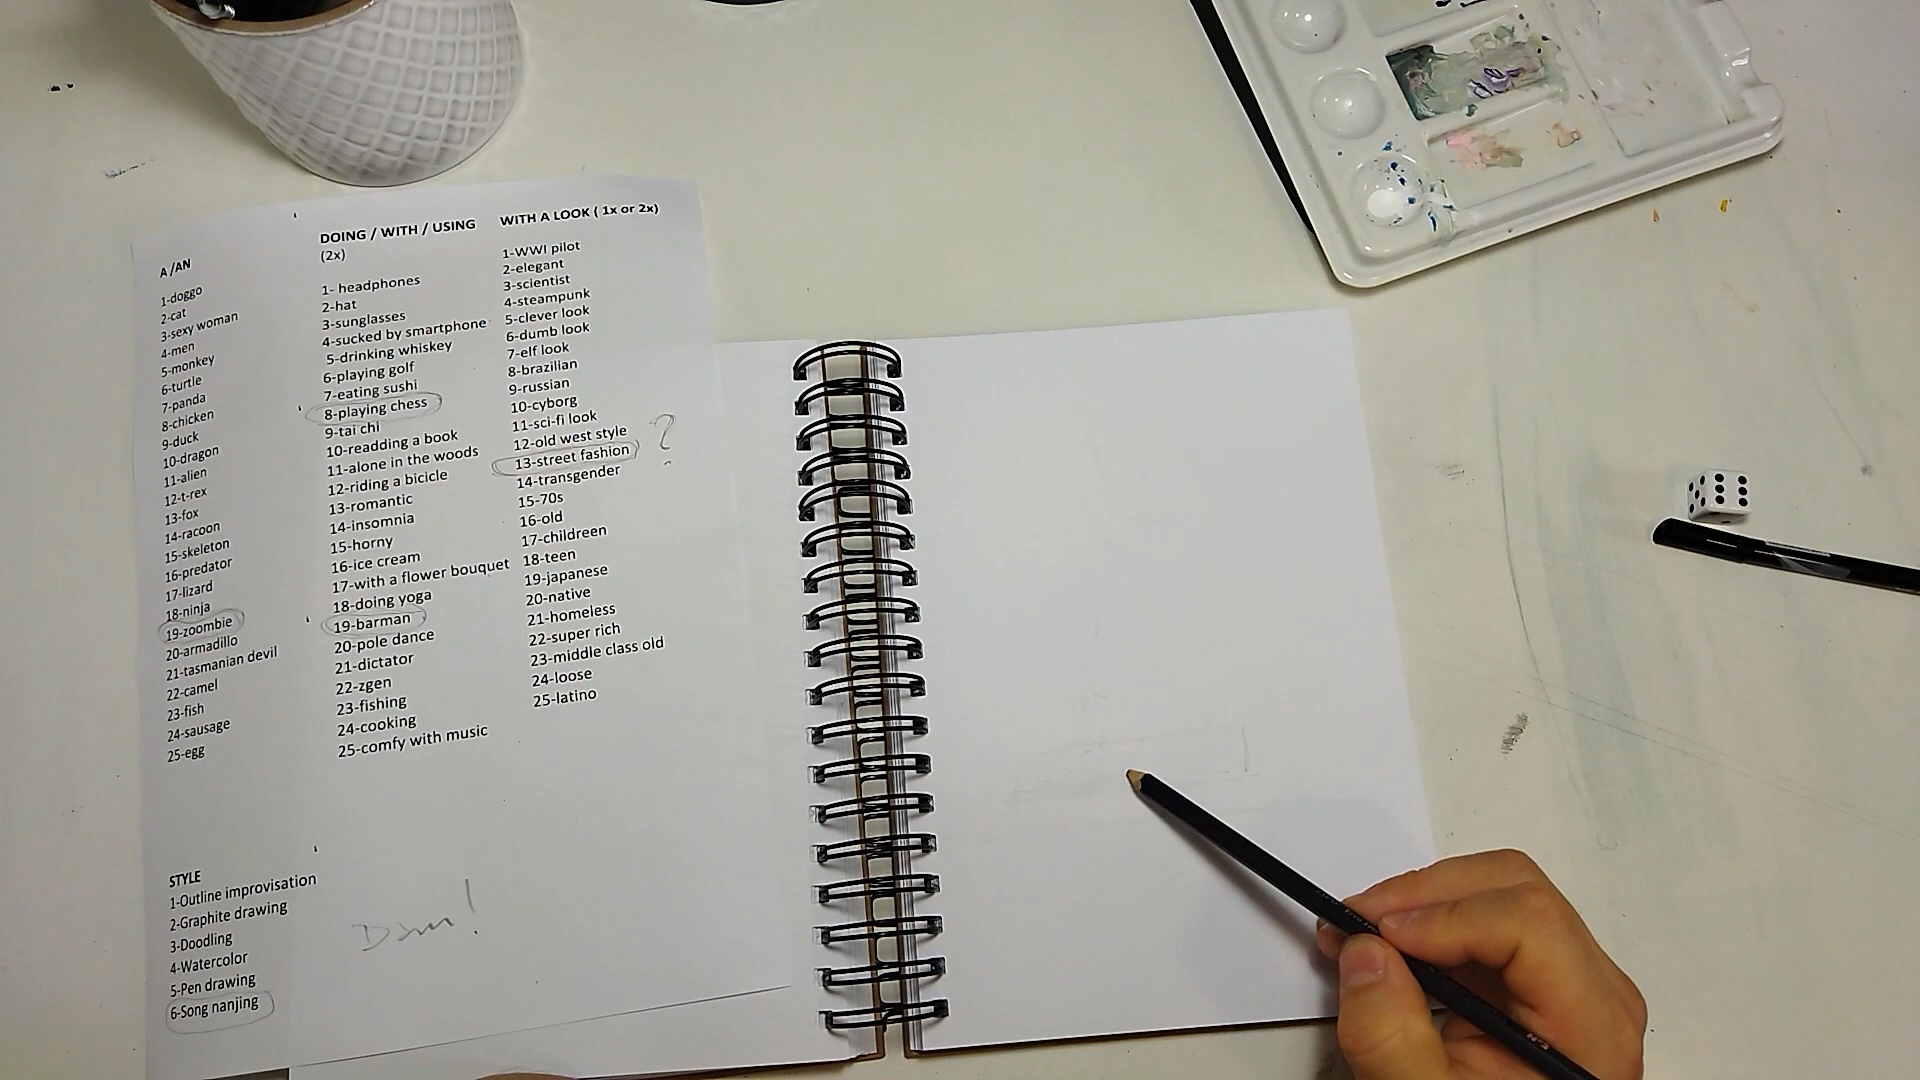 A /AN
1-doggo
2-cat
3-sexy woman
4-men
5-monkey
6-turtle
7-panda
8-chicken
9-duck
10-dragon
11-alien
12-t-rex
13-fox
14-racoon
15-skeleton
16-predator
17-lizard
18-ninja
19-zoombie
20-armadillo
21-tasmanian devil
22-camel
23-fish
24-sausage
25-egg
DOING / WITH / USING
(2x)
1- headphones
2-hat
3-sunglasses
4-sucked by smartphone
5-drinking whiskey
6-playing golf
7-eating sushi
8-playing chess
9-tai chi
10-readding a book
11-alone in the woods
12-riding a bicicle
13-romantic
14-insomnia
15-horny
16-ice cream
17-with a flower bouquet
18-doing yoga
19-barman
20-pole dance
21-dictator
22-zgen
23-fishing
24-cooking
25-comfy with music
WITH A LOOK ( 1x or 2x)
1-WWI pilot
2-elegant
3-scientist
4-steampunk
5-clever look
6-dumb look
7-elf look
8-brazilian
9-russian
10-cyborg
11-sci-fi look
12-old west style
13-street fashion
?
14-transgender
15-70s
16-old
17-childreen
18-teen
19-japanese
20-native
21-homeless
22-super rich
23-middle class old
24-loose
25-latino
STYLE
1-Outline improvisation
2-Graphite drawing
3-Doodling
4-Watercolor
5-Pen drawing
6-Song nanjing